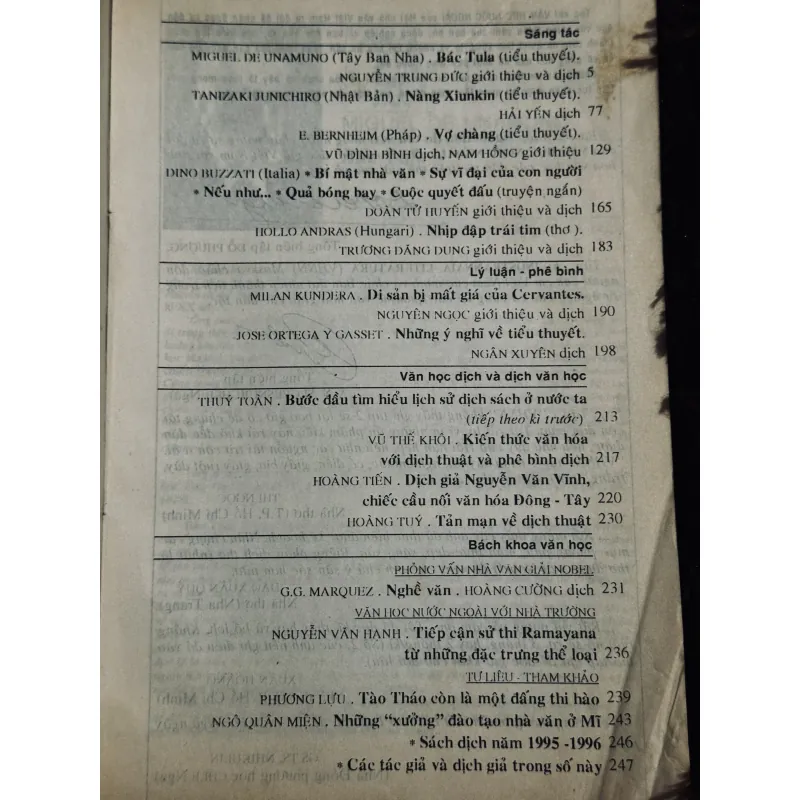 Sáng tác
MIGUEL DE UNAMUNO (Tây Ban Nha) . Bác Tula (tiểu thuyết).
NGUYỄN TRUNG ĐỨC giới thiệu và dịch 5
TANIZAKI JUNICHIRO (Nhật Bản) . Nàng Xiunkin (tiểu thuyết).
HẢI YẾN dịch 77
E. BERNHEIM (Pháp) . Vợ chàng (tiểu thuyết).
VŨ ĐÌNH BÌNH dịch, NAM HỒNG giới thiệu 129
DINO BUZZATI (Italia) * Bí mật nhà văn * Sự vĩ đại của con người
* Nếu như... * Quả bóng bay * Cuộc quyết đấu (truyện ngắn)
ĐOÀN TỬ HUYẾN giới thiệu và dịch 165
HOLLO ANDRAS (Hungari) . Nhịp đập trái tim (thơ ).
TRƯƠNG ĐĂNG DUNG giới thiệu và dịch 183
Lý luận - phê bình
MILAN KUNDERA . Di sản bị mất giá của Cervantes.
NGUYÊN NGỌC giới thiệu và dịch 190
JOSE ORTEGA Y GASSET . Những ý nghĩ về tiểu thuyết.
NGÂN XUYÊN dịch 198
Văn học dịch và dịch văn học
THUÝ TOÀN . Bước đầu tìm hiểu lịch sử dịch sách ở nước ta
(tiếp theo kì trước) 213
VŨ THẾ KHÔI . Kiến thức văn hóa
với dịch thuật và phê bình dịch 217
HOÀNG TIẾN . Dịch giả Nguyễn Văn Vĩnh,
chiếc cầu nối văn hóa Đông - Tây 220
HOÀNG TUÝ . Tản mạn về dịch thuật 230
Bách khoa văn học
PHỎNG VẤN NHÀ VĂN GIẢI NOBEL
G.G. MARQUEZ . Nghề văn . HOÀNG CƯỜNG dịch 231
VĂN HỌC NƯỚC NGOÀI VỚI NHÀ TRƯỜNG
NGUYỄN VĂN HẠNH . Tiếp cận sử thi Ramayana
từ những đặc trưng thể loại 236
TƯ LIỆU - THAM KHẢO
PHƯƠNG LỰU . Tào Tháo còn là một đấng thi hào 239
NGÔ QUÂN MIỆN . Những “xưởng” đào tạo nhà văn ở Mĩ 243
* Sách dịch năm 1995 -1996 246
* Các tác giả và dịch giả trong số này 247